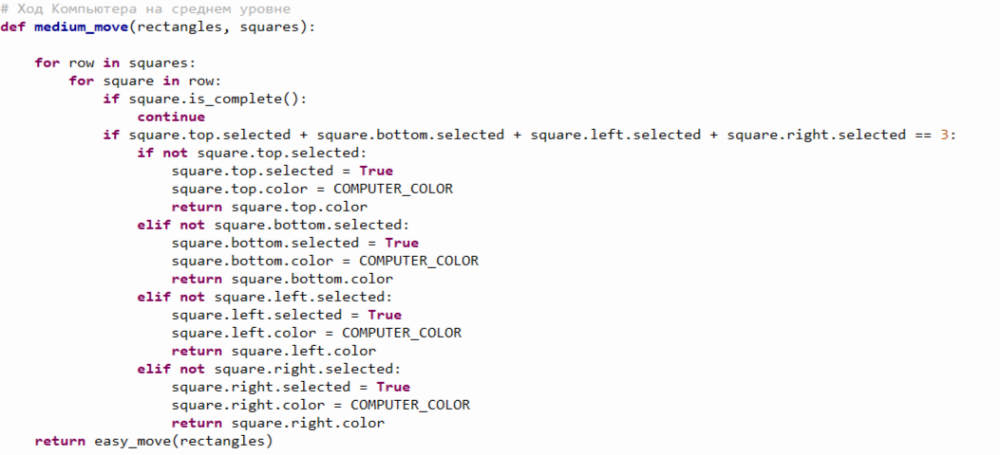 # Ход Компьютера на среднем уровне
def medium_move(rectangles, squares):

    for row in squares:
        for square in row:
            if square.is_complete():
                continue
            if square.top.selected + square.bottom.selected + square.left.selected + square.right.selected == 3:
                if not square.top.selected:
                    square.top.selected = True
                    square.top.color = COMPUTER_COLOR
                    return square.top.color
                elif not square.bottom.selected:
                    square.bottom.selected = True
                    square.bottom.color = COMPUTER_COLOR
                    return square.bottom.color
                elif not square.left.selected:
                    square.left.selected = True
                    square.left.color = COMPUTER_COLOR
                    return square.left.color
                elif not square.right.selected:
                    square.right.selected = True
                    square.right.color = COMPUTER_COLOR
                    return square.right.color
    return easy_move(rectangles)